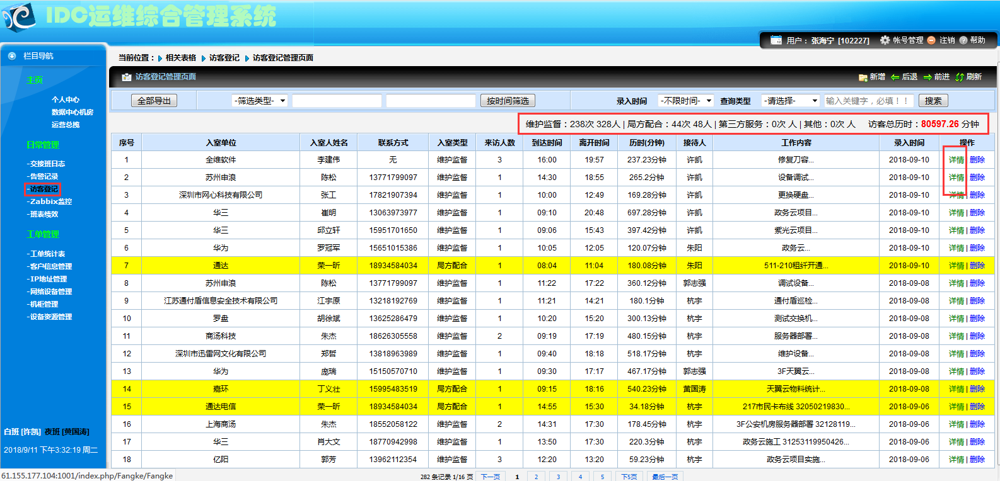 IDC运维综合管理系统
用户： 张海宁 [102227] 帐号管理 注销 帮助
栏目导航
当前位置： 相关表格 访客登记 访客登记管理页面
访客登记管理页面 新增 后退 前进 刷新
主页
个人中心
数据中心机房
运营总揽
日常管理
-交接班日志
-告警记录
-访客登记
-Zabbix监控
-班表绩效
工单管理
-工单统计表
-客户信息管理
-IP地址管理
-网络设备管理
-机柜管理
-设备资源管理
白班 [许凯] 夜班 [黄国涛]
2018/9/11 下午3:32:19 周二
全部导出 -筛选类型- 按时间筛选 录入时间 -不限时间- 查询类型 -请选择- 输入关键字，必填！！ 搜索
维护监督：238次 328人 | 局方配合：44次 48人 | 第三方服务：0次 人 | 其他：0次 人 访客总历时：80597.26 分钟
序号 入室单位 入室人姓名 联系方式 入室类型 来访人数 到达时间 离开时间 历时(分钟) 接待人 工作内容 录入时间 操作
1 全维软件 李建伟 无 维护监督 3 16:00 19:57 237.23分钟 许凯 修复刀容... 2018-09-10 详情 | 删除
2 苏州申浪 陈松 13771799097 维护监督 1 14:30 18:55 265.2分钟 许凯 设备调试... 2018-09-10 详情 | 删除
3 深圳市网心科技有限公司 张工 17821907394 维护监督 1 10:00 12:49 169.28分钟 许凯 更换硬盘... 2018-09-10 详情 | 删除
4 华三 崔明 13063973977 维护监督 1 09:10 20:48 697.28分钟 许凯 政务云项目... 2018-09-10 详情 | 删除
5 华三 邱立轩 15951701650 维护监督 1 09:06 15:43 397.42分钟 许凯 紫光云项目... 2018-09-10 详情 | 删除
6 华为 罗冠军 15651015386 维护监督 1 10:05 12:05 120.07分钟 朱阳 政务云... 2018-09-10 详情 | 删除
7 通达 荣一昕 18934584034 局方配合 1 08:04 11:04 180.08分钟 朱阳 511-210租纤开通... 2018-09-10 详情 | 删除
8 苏州申浪 陈松 13771799097 维护监督 1 11:22 17:22 360.12分钟 郭志强 调试设备... 2018-09-08 详情 | 删除
9 江苏通付盾信息安全技术有限公司 江宇原 13218192769 维护监督 1 11:21 14:21 180.1分钟 杭宇 通付盾巡检... 2018-09-08 详情 | 删除
10 罗盘 胡徐斌 13625286479 维护监督 1 10:20 15:20 300.13分钟 杭宇 测试交换机... 2018-09-08 详情 | 删除
11 商汤科技 朱杰 18626305558 维护监督 2 09:19 17:19 480.15分钟 杭宇 服务器部署... 2018-09-08 详情 | 删除
12 深圳市迅雷网文化有限公司 郑哲 13818963989 维护监督 1 09:40 18:18 518.17分钟 杭宇 维护设备... 2018-09-08 详情 | 删除
13 华为 庞瑞 15150570710 维护监督 1 09:30 17:17 467.17分钟 郭志强 3F天翼云... 2018-09-08 详情 | 删除
14 嘉环 丁义壮 15995483519 局方配合 1 09:15 18:16 540.23分钟 黄国涛 天翼云物料统计... 2018-09-08 详情 | 删除
15 通达电信 荣一昕 18934584034 局方配合 1 14:55 15:30 34.18分钟 杭宇 217市民卡布线 32050219830... 2018-09-06 详情 | 删除
16 上海商汤 朱杰 18552058122 维护监督 2 14:31 17:30 178.45分钟 杭宇 3F公安机房服务器部署 32128119... 2018-09-06 详情 | 删除
17 华三 肖大文 18770942998 维护监督 1 13:50 17:30 220.3分钟 杭宇 政务云施工 31253119950426... 2018-09-06 详情 | 删除
18 亿阳 郭芳 13962112354 维护监督 3 12:20 13:20 59.23分钟 杭宇 政务云项目实施... 2018-09-06 详情 | 删除
61.155.177.104:1001/index.php/Fangke/Fangke
282 条记录 1/16 页 下一页 1 2 3 4 5 下5页 最后一页